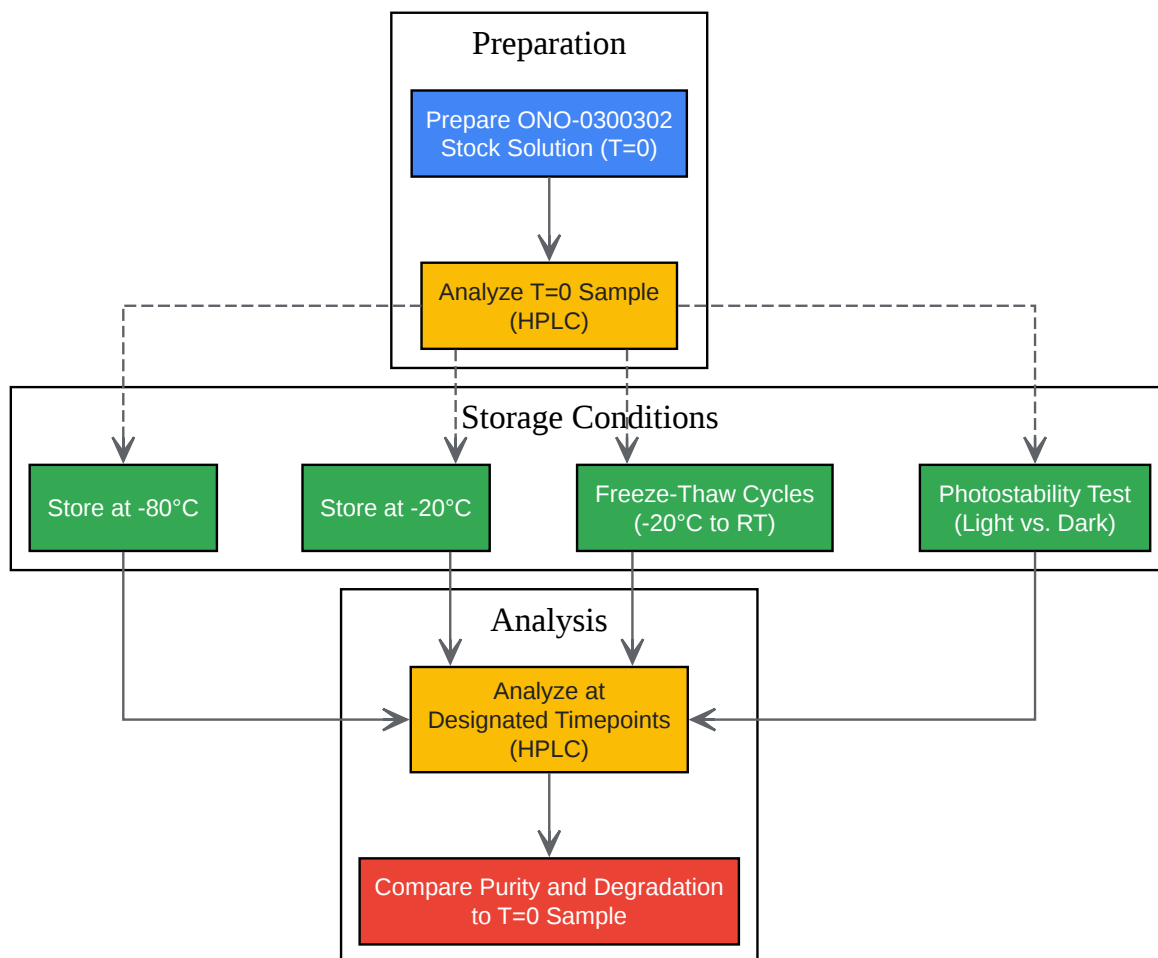 Preparation
Prepare ONO-0300302
Stock Solution (T=0)
Analyze T=0 Sample
(HPLC)
Storage Conditions
Store at -80°C
Store at -20°C
Freeze-Thaw Cycles
(-20°C to RT)
Photostability Test
(Light vs. Dark)
Analysis
Analyze at
Designated Timepoints
(HPLC)
Compare Purity and Degradation
to T=0 Sample